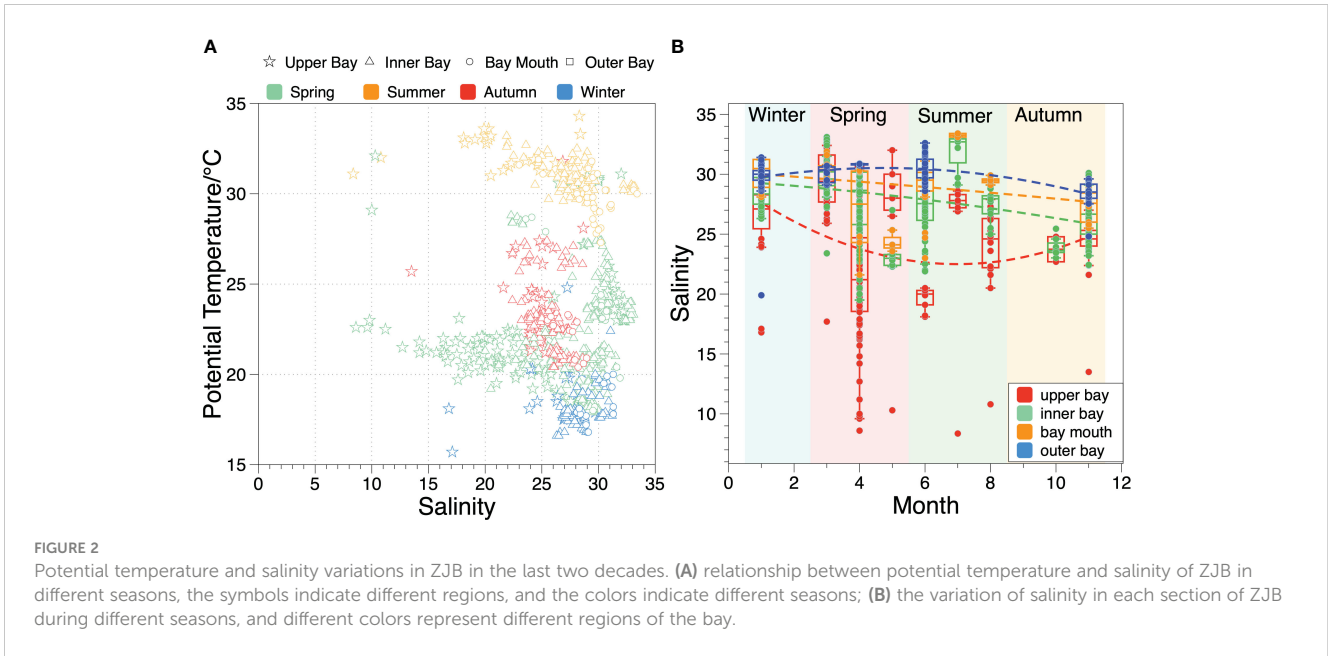 A
B
Upper Bay Inner Bay Bay Mouth Outer Bay
Spring Summer Autumn Winter
35
30
25
20
15
Potential Temperature/°C
0 5 10 15 20 25 30 35
Salinity
Winter Spring Summer Autumn
35
30
25
20
15
10
Salinity
upper bay
inner bay
bay mouth
outer bay
0 2 4 6 8 10 12
Month
FIGURE 2
Potential temperature and salinity variations in ZJB in the last two decades. (A) relationship between potential temperature and salinity of ZJB in
different seasons, the symbols indicate different regions, and the colors indicate different seasons; (B) the variation of salinity in each section of ZJB
during different seasons, and different colors represent different regions of the bay.